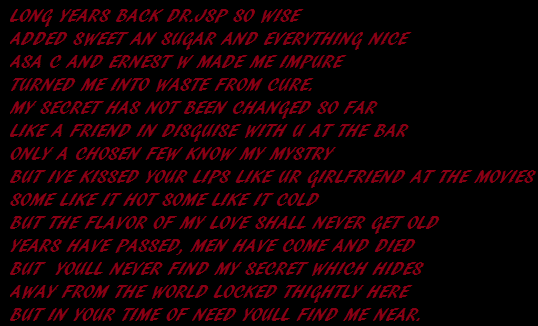 LONG YEARS BACK DR.JSP SO WISE
ADDED SWEET AN SUGAR AND EVERYTHING NICE
ASA C AND ERNEST W MADE ME IMPURE
TURNED ME INTO WASTE FROM CURE.
MY SECRET HAS NOT BEEN CHANGED SO FAR
LIKE A FRIEND IN DISGUISE WITH U AT THE BAR
ONLY A CHOSEN FEW KNOW MY MYSTRY
BUT IVE KISSED YOUR LIPS LIKE UR GIRLFRIEND AT THE MOVIES
SOME LIKE IT HOT SOME LIKE IT COLD
BUT THE FLAVOR OF MY LOVE SHALL NEVER GET OLD
YEARS HAVE PASSED, MEN HAVE COME AND DIED
BUT YOULL NEVER FIND MY SECRET WHICH HIDES
AWAY FROM THE WORLD LOCKED THIGHTLY HERE
BUT IN YOUR TIME OF NEED YOULL FIND ME NEAR.